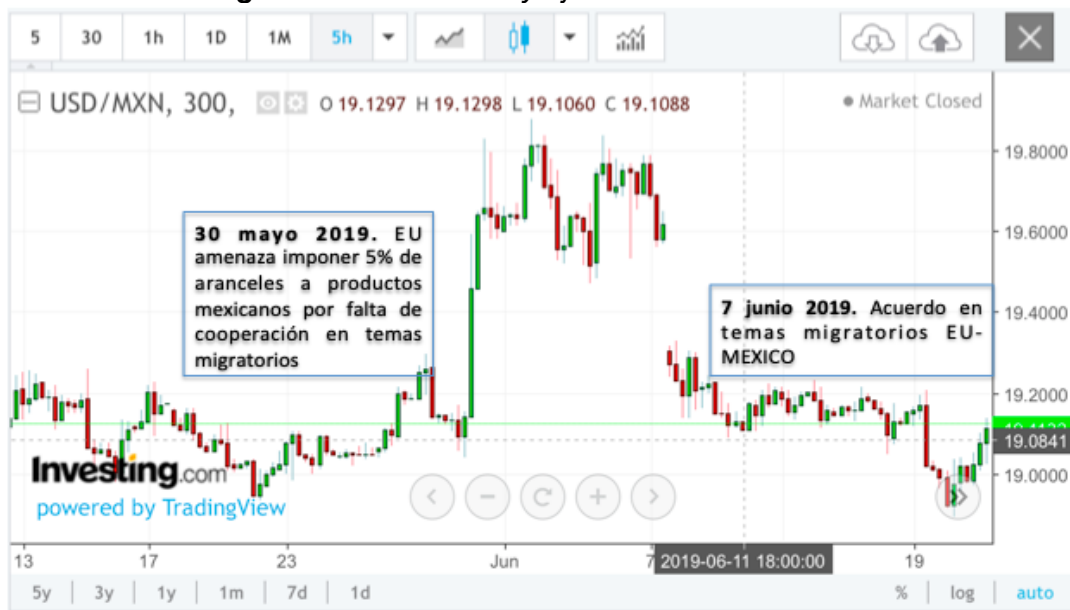 5 30 1h 1D 1M 5h
USD/MXN, 300, O 19.1297 H 19.1298 L 19.1060 C 19.1088
Market Closed
19.8000
30 mayo 2019. EU
amenaza imponer 5% de
aranceles a productos
mexicanos por falta de
cooperación en temas
migratorios
19.6000
7 junio 2019. Acuerdo en
temas migratorios EU-
MEXICO
19.4000
19.2000
19.0841
19.0000
Investing.com
powered by TradingView
13 17 23 Jun 7 2019-06-11 18:00:00 19
5y 3y 1y 1m 7d 1d % log auto